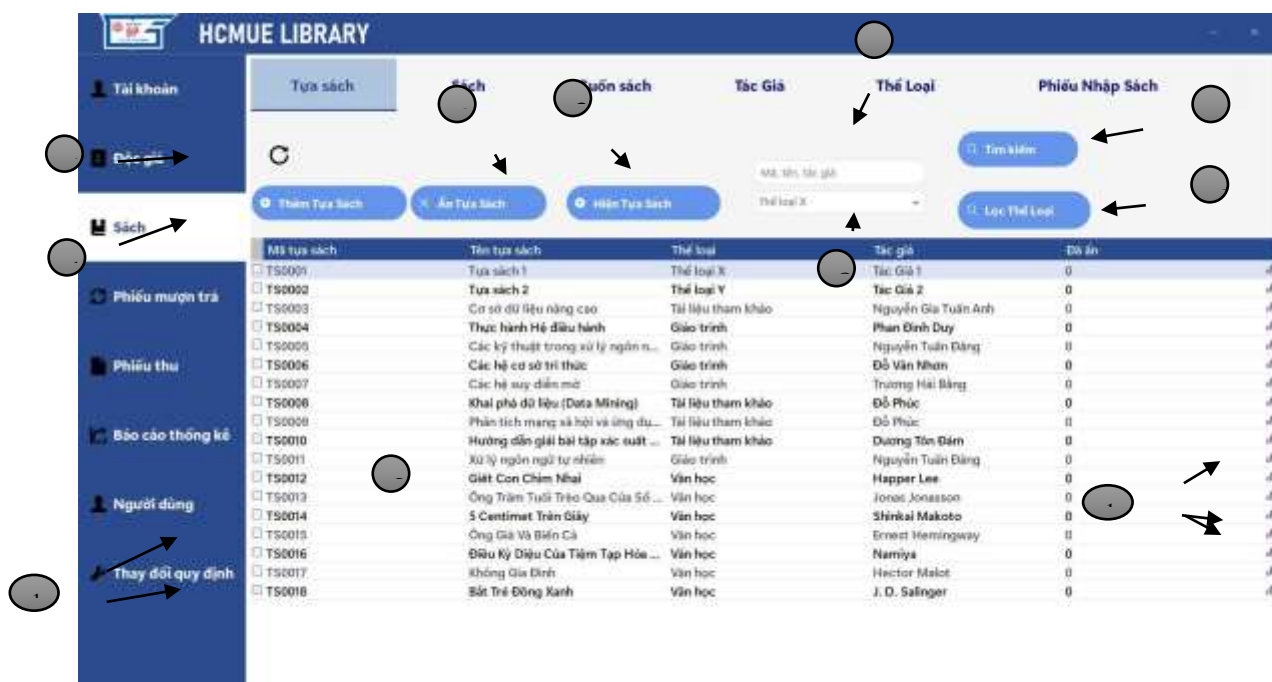 HCMUE LIBRARY
Tài khoản
Độc giả
Sách
Phiếu mượn trả
Phiếu thu
Báo cáo thống kê
Người dùng
Thay đổi quy định
Tựa sách Sách Cuốn sách Tác Giả Thể Loại Phiếu Nhập Sách
Tìm kiếm
Mã, tên, tác giả
Thêm Tựa Sách Ẩn Tựa Sách Hiện Tựa Sách Thể loại X Lọc Thể Loại
Mã tựa sách Tên tựa sách Thể loại Tác giả Đã ẩn
TS0001 Tựa sách 1 Thể loại X Tác Giả 1 0
TS0002 Tựa sách 2 Thể loại Y Tác Giả 2 0
TS0003 Cơ sở dữ liệu nâng cao Tài liệu tham khảo Nguyễn Gia Tuấn Anh 0
TS0004 Thực hành Hệ điều hành Giáo trình Phan Đình Duy 0
TS0005 Các kỹ thuật trong xử lý ngôn n... Giáo trình Nguyễn Tuấn Đăng 0
TS0006 Các hệ cơ sở tri thức Giáo trình Đỗ Văn Nhơn 0
TS0007 Các hệ suy diễn mờ Giáo trình Trương Hải Bằng 0
TS0008 Khai phá dữ liệu (Data Mining) Tài liệu tham khảo Đỗ Phúc 0
TS0009 Phân tích mạng xã hội và ứng dụ... Tài liệu tham khảo Đỗ Phúc 0
TS0010 Hướng dẫn giải bài tập xác suất ... Tài liệu tham khảo Dương Tôn Đảm 0
TS0011 Xử lý ngôn ngữ tự nhiên Giáo trình Nguyễn Tuấn Đăng 0
TS0012 Giết Con Chim Nhại Văn học Happer Lee 0
TS0013 Ông Trăm Tuổi Trèo Qua Cửa Sổ ... Văn học Jonas Jonasson 0
TS0014 5 Centimet Trên Giây Văn học Shinkai Makoto 0
TS0015 Ông Già Và Biển Cả Văn học Ernest Hemingway 0
TS0016 Điều Kỳ Diệu Của Tiệm Tạp Hóa ... Văn học Namiya 0
TS0017 Không Gia Đình Văn học Hector Malot 0
TS0018 Bắt Trẻ Đồng Xanh Văn học J. D. Salinger 0